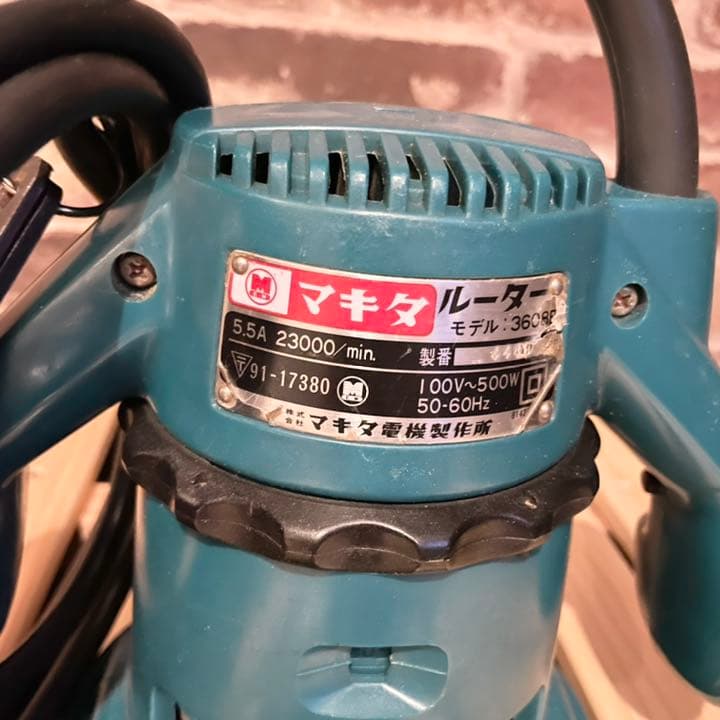 マキタ ルーター
モデル:3608B
5.5A 23000/min. 製番
〒91-17380 100V~500W
50-60Hz
株式会社 マキタ電機製作所